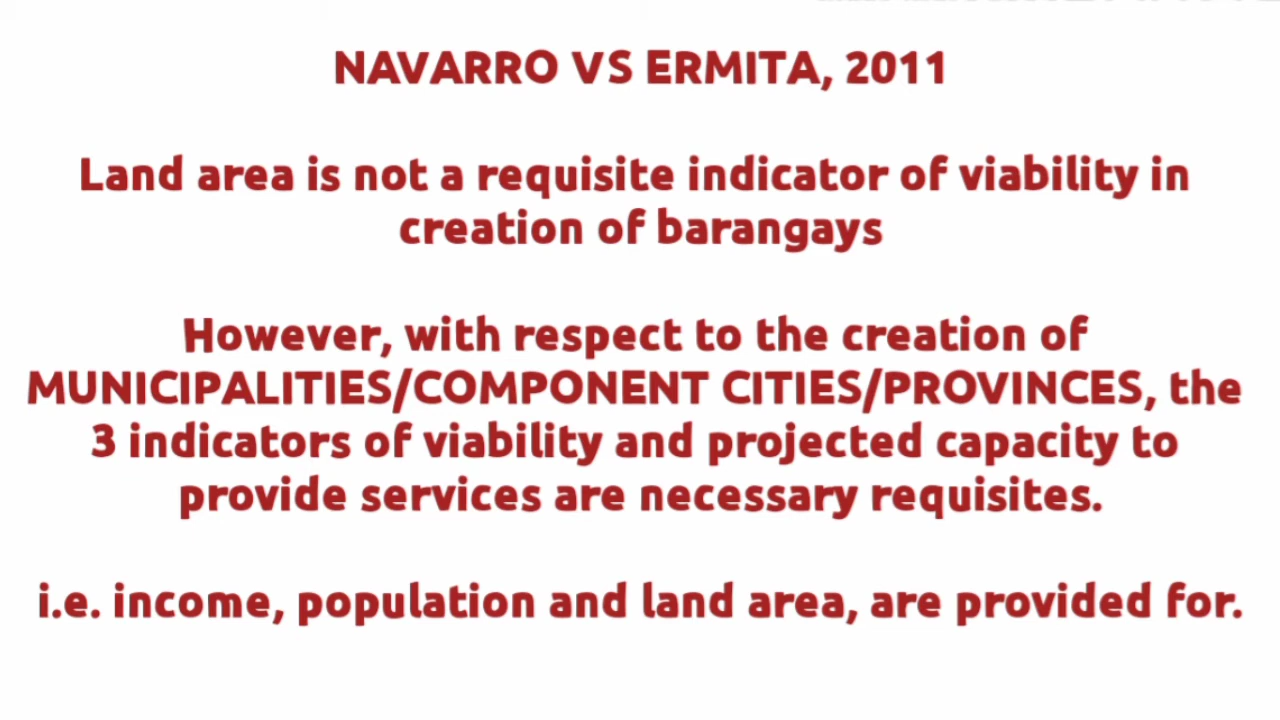 NAVARRO VS ERMITA, 2011
Land area is not a requisite indicator of viability in
creation of barangays
However, with respect to the creation of
MUNICIPALITIES/COMPONENT CITIES/PROVINCES, the
3 indicators of viability and projected capacity to
provide services are necessary requisites.
i.e. income, population and land area, are provided for.